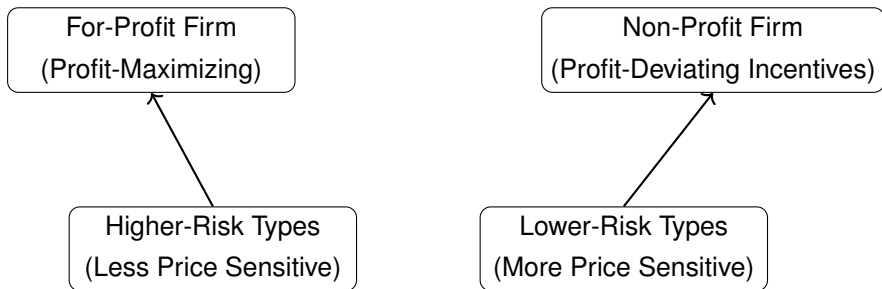 For-Profit Firm
(Profit-Maximizing)
Non-Profit Firm
(Profit-Deviating Incentives)
Higher-Risk Types
(Less Price Sensitive)
Lower-Risk Types
(More Price Sensitive)